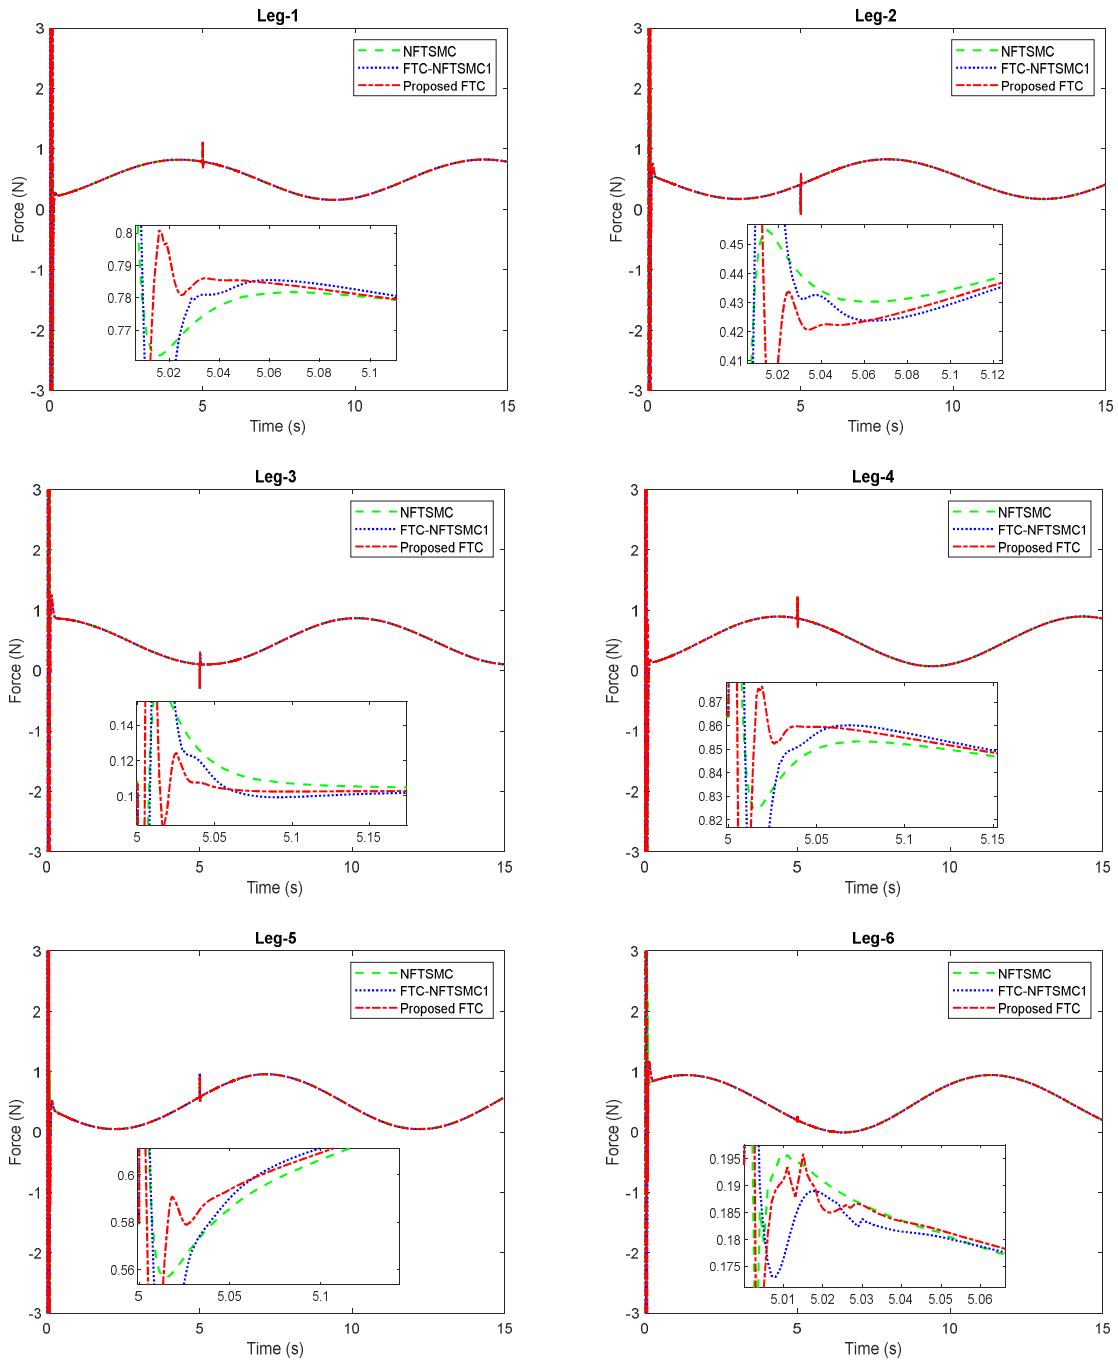 Leg-1
3
2
1
0
-1
-2
-3
Force (N)
NFTSMC
FTC-NFTSMC1
Proposed FTC
0.8
0.79
0.78
0.77
5.02 5.04 5.06 5.08 5.1
0 5 10 15
Time (s)
Leg-2
3
2
1
0
-1
-2
-3
Force (N)
NFTSMC
FTC-NFTSMC1
Proposed FTC
0.45
0.44
0.43
0.42
0.41
5.02 5.04 5.06 5.08 5.1 5.12
0 5 10 15
Time (s)
Leg-3
3
2
1
0
-1
-2
-3
Force (N)
NFTSMC
FTC-NFTSMC1
Proposed FTC
0.14
0.12
0.1
5 5.05 5.1 5.15
0 5 10 15
Time (s)
Leg-4
3
2
1
0
-1
-2
-3
Force (N)
NFTSMC
FTC-NFTSMC1
Proposed FTC
0.87
0.86
0.85
0.84
0.83
0.82
5 5.05 5.1 5.15
0 5 10 15
Time (s)
Leg-5
3
2
1
0
-1
-2
-3
Force (N)
NFTSMC
FTC-NFTSMC1
Proposed FTC
0.6
0.58
0.56
5 5.05 5.1
0 5 10 15
Time (s)
Leg-6
3
2
1
0
-1
-2
-3
Force (N)
NFTSMC
FTC-NFTSMC1
Proposed FTC
0.195
0.19
0.185
0.18
0.175
5.01 5.02 5.03 5.04 5.05 5.06
0 5 10 15
Time (s)